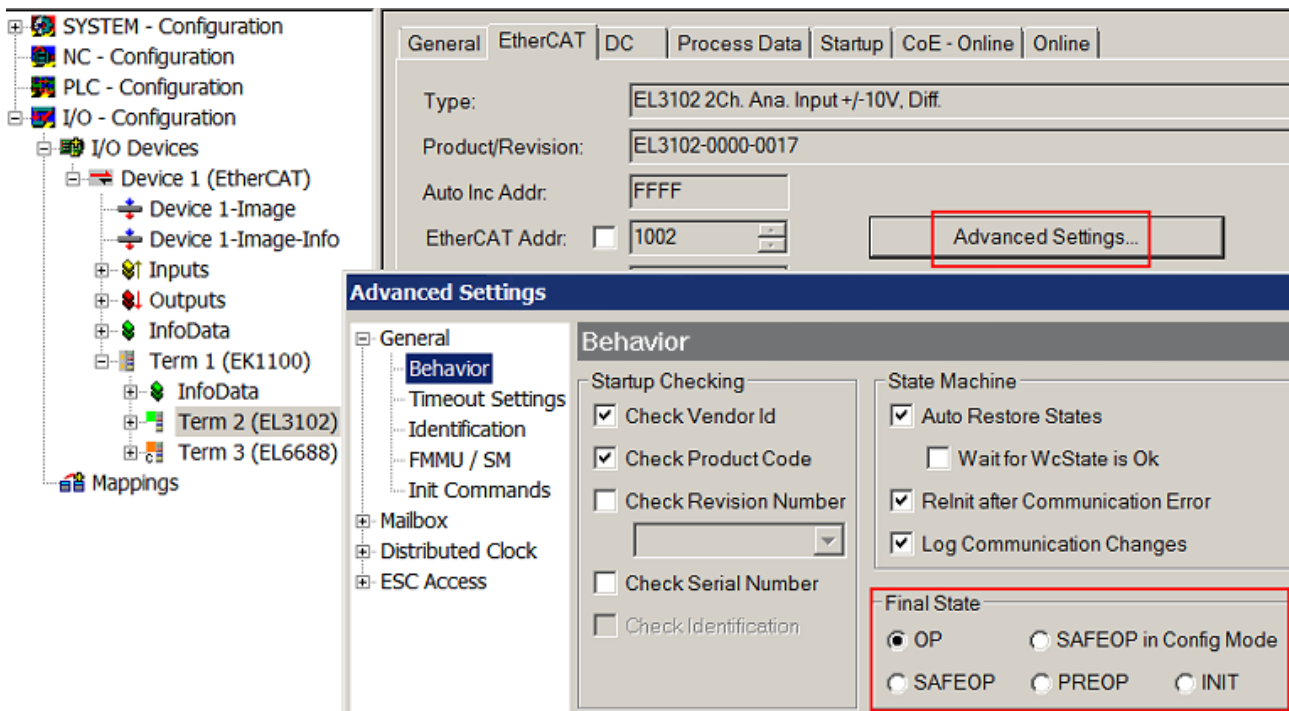 SYSTEM - Configuration
NC - Configuration
PLC - Configuration
I/O - Configuration
I/O Devices
Device 1 (EtherCAT)
Device 1-Image
Device 1-Image-Info
Inputs
Outputs
InfoData
Term 1 (EK1100)
InfoData
Term 2 (EL3102)
Term 3 (EL6688)
Mappings
General EtherCAT DC Process Data Startup CoE - Online Online
Type: EL3102 2Ch. Ana. Input +/-10V, Diff.
Product/Revision: EL3102-0000-0017
Auto Inc Addr: FFFF
EtherCAT Addr: 1002 Advanced Settings...
Advanced Settings
General
Behavior
Timeout Settings
Identification
FMMU / SM
Init Commands
Mailbox
Distributed Clock
ESC Access
Behavior
Startup Checking
Check Vendor Id
Check Product Code
Check Revision Number
Check Serial Number
Check Identification
State Machine
Auto Restore States
Wait for WcState is Ok
ReInit after Communication Error
Log Communication Changes
Final State
OP SAFEOP in Config Mode
SAFEOP PREOP INIT